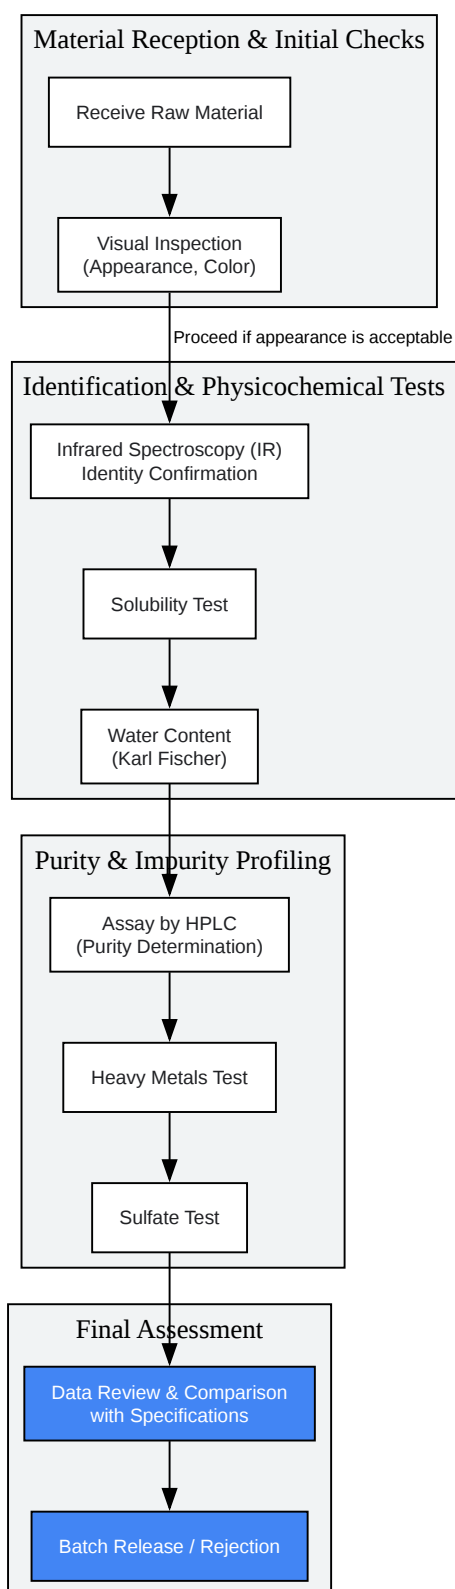 Material Reception & Initial Checks
Receive Raw Material
Visual Inspection
(Appearance, Color)
Proceed if appearance is acceptable
Identification & Physicochemical Tests
Infrared Spectroscopy (IR)
Identity Confirmation
Solubility Test
Water Content
(Karl Fischer)
Purity & Impurity Profiling
Assay by HPLC
(Purity Determination)
Heavy Metals Test
Sulfate Test
Final Assessment
Data Review & Comparison
with Specifications
Batch Release / Rejection